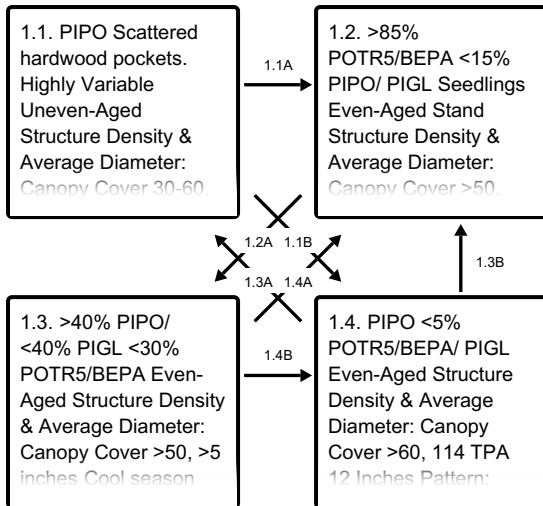 1.1. PIPO Scattered
hardwood pockets.
Highly Variable
Uneven-Aged
Structure Density &
Average Diameter:
Canopy Cover 30-60,
1.1A
1.2. >85%
POTR5/BEPA <15%
PIPO/ PIGL Seedlings
Even-Aged Stand
Structure Density &
Average Diameter:
Canopy Cover >50,
1.2A
1.1B
1.3A
1.4A
1.3B
1.3. >40% PIPO/
<40% PIGL <30%
POTR5/BEPA Even-
Aged Structure Density
& Average Diameter:
Canopy Cover >50, >5
inches Cool season
1.4B
1.4. PIPO <5%
POTR5/BEPA/ PIGL
Even-Aged Structure
Density & Average
Diameter: Canopy
Cover >60, 114 TPA
12 Inches Pattern: